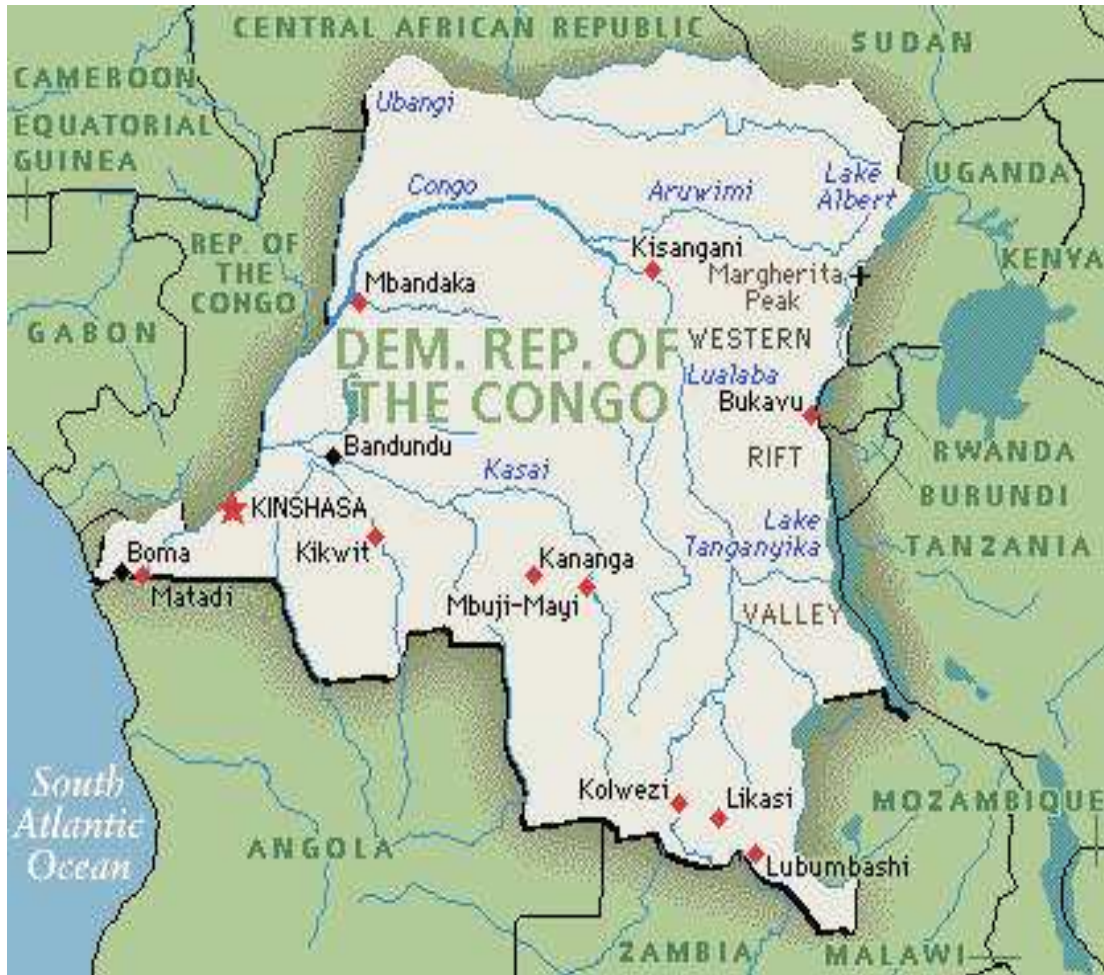 CENTRAL AFRICAN REPUBLIC
SUDAN
CAMEROON
Ubangi
EQUATORIAL
GUINEA
UGANDA
Lake
Albert
Congo
Aruwimi
REP. OF
THE
CONGO
Kisangani
KENYA
Margherita
Peak
Mbandaka
GABON
DEM. REP. OF
THE CONGO
WESTERN
Lualaba
Bukavu
Bandundu
RWANDA
RIFT
Kasai
BURUNDI
KINSHASA
Lake
Tanganyika
TANZANIA
Boma
Kikwit
Kananga
Matadi
Mbuji-Mayi
VALLEY
South
Atlantic
Ocean
Kolwezi
Likasi
MOZAMBIQUE
ANGOLA
Lubumbashi
ZAMBIA
MALAWI